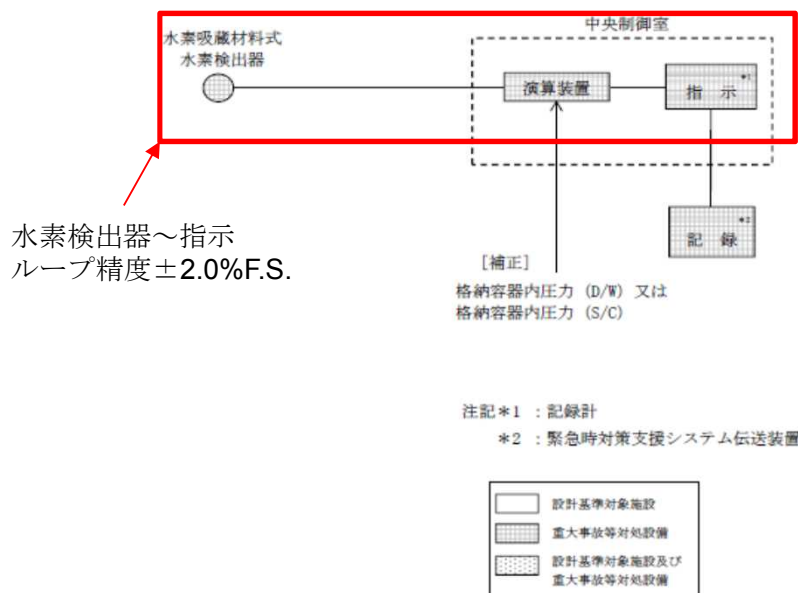 中央制御室
水素吸蔵材料式
水素検出器
演算装置
指 示 *1
水素検出器～指示
ループ精度±2.0%F.S.
記 録 *2
[補正]
格納容器内圧力 (D/W) 又は
格納容器内圧力 (S/C)
注記*1 ：記録計
*2 ：緊急時対策支援システム伝送装置
設計基準対象施設
重大事故等対処設備
設計基準対象施設及び
重大事故等対処設備